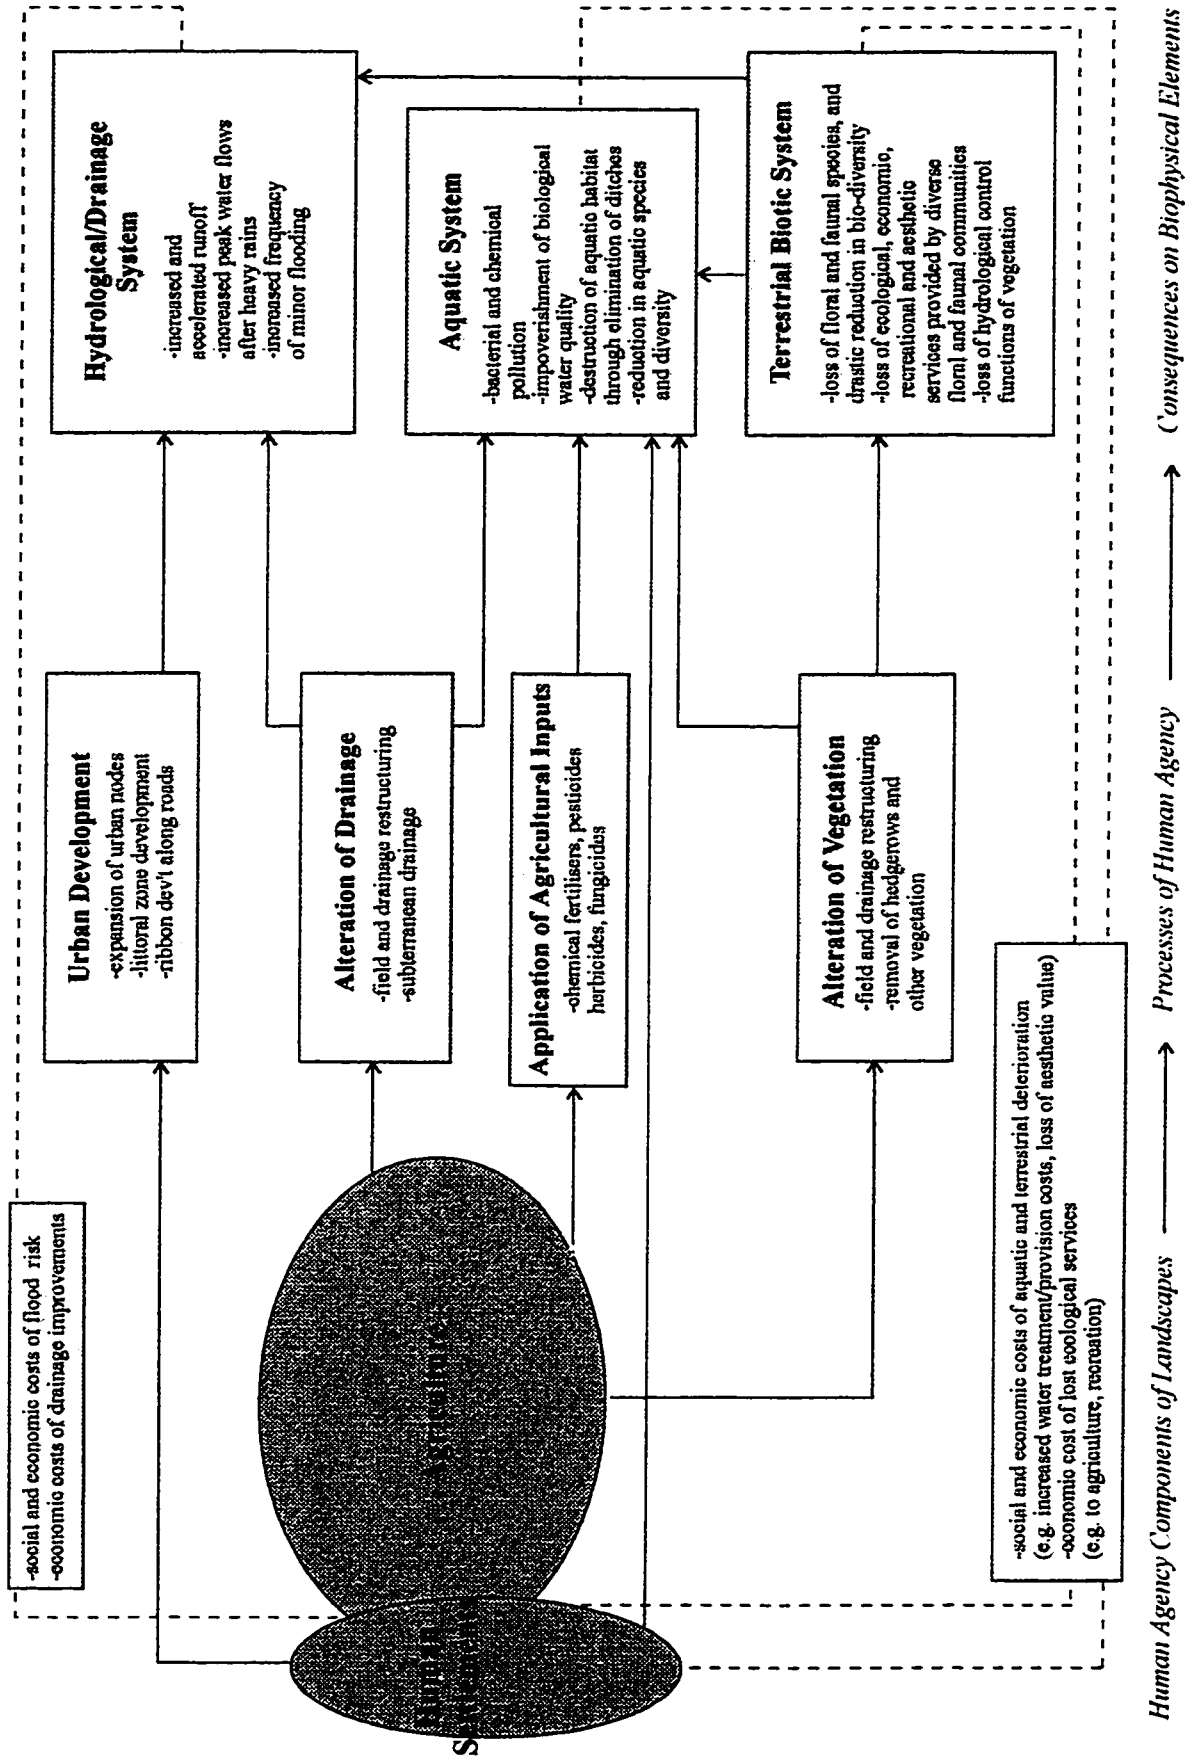 -social and economic costs of flood risk
-economic costs of drainage improvements
Human
Settlement
Agriculture
Urban Development
-expansion of urban nodes
-littoral zone development
-ribbon dev't along roads
Alteration of Drainage
-field and drainage restructuring
-subterranean drainage
Application of Agricultural Inputs
-chemical fertilisers, pesticides
herbicides, fungicides
Alteration of Vegetation
-field and drainage restructuring
-removal of hedgerows and
other vegetation
Hydrological/Drainage
System
-increased and
accelerated runoff
-increased peak water flows
after heavy rains
-increased frequency
of minor flooding
Aquatic System
-bacterial and chemical
pollution
-impoverishment of biological
water quality
-destruction of aquatic habitat
through elimination of ditches
-reduction in aquatic species
and diversity
Terrestrial Biotic System
-loss of floral and faunal species, and
drastic reduction in bio-diversity
-loss of ecological, economic,
recreational and aesthetic
services provided by diverse
floral and faunal communities
-loss of hydrological control
functions of vegetation
-social and economic costs of aquatic and terrestrial deterioration
(e.g. increased water treatment/provision costs, loss of aesthetic value)
-economic cost of lost ecological services
(e.g. to agriculture, recreation)
Human Agency Components of Landscapes
Processes of Human Agency
Consequences on Biophysical Elements